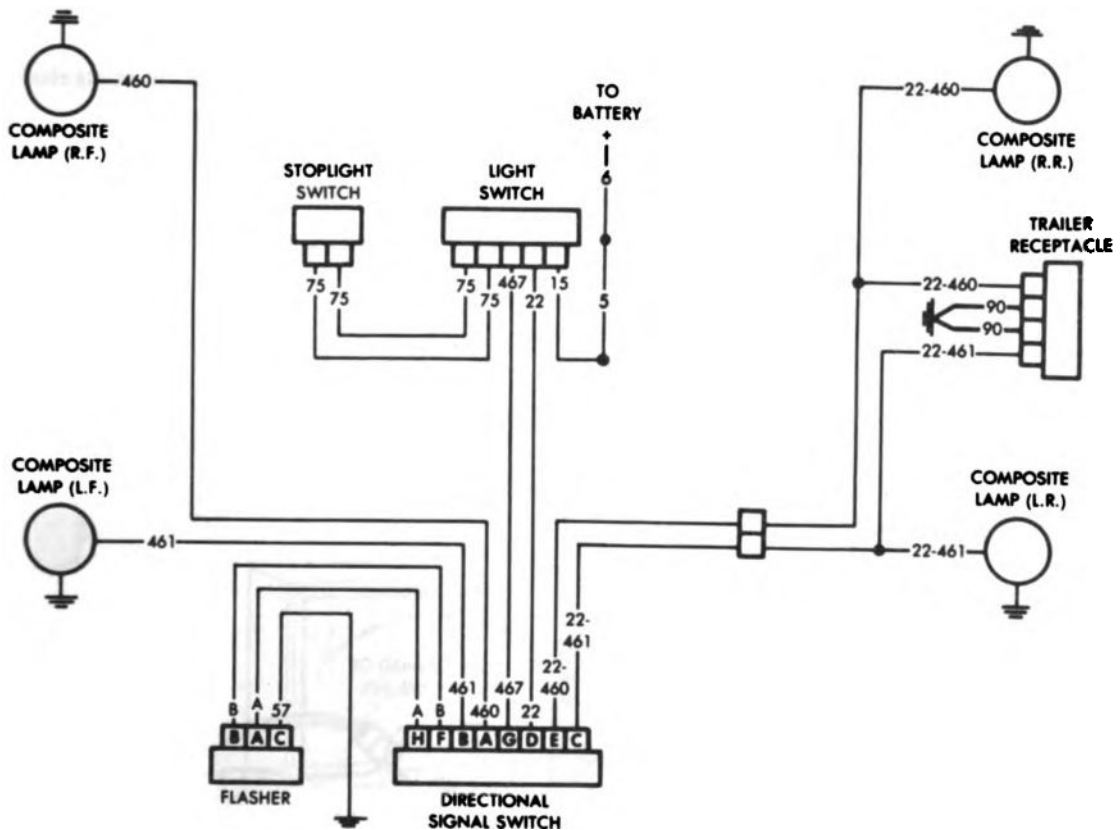 460
COMPOSITE
LAMP (R.F.)
STOPLIGHT
SWITCH
75
75
LIGHT
SWITCH
75
75
467
22
15
TO
BATTERY
+
6
5
22-460
COMPOSITE
LAMP (R.R.)
TRAILER
RECEPTACLE
22-460
90
90
22-461
COMPOSITE
LAMP (L.F.)
461
COMPOSITE
LAMP (L.R.)
22-461
B
A
57
B
A
C
FLASHER
A
B
461
460
467
22
22-
460
22-
461
H
F
B
A
G
D
E
C
DIRECTIONAL
SIGNAL SWITCH